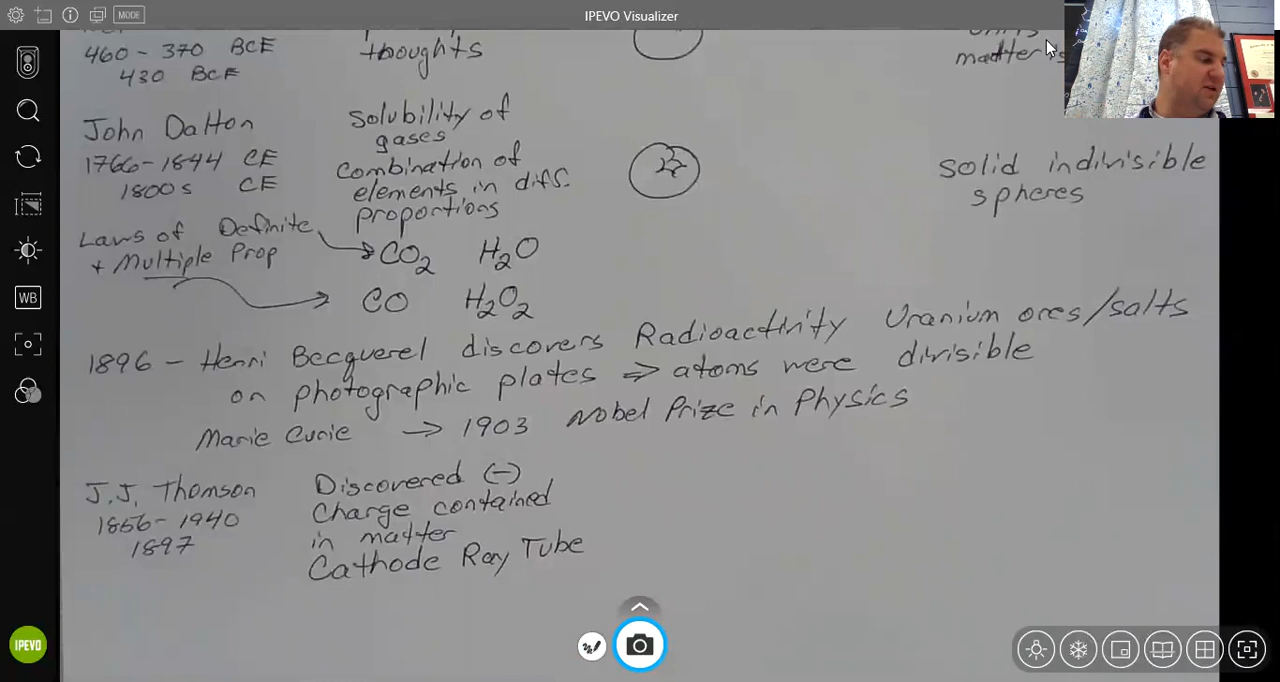 IPEVO Visualizer
MODE
460 - 370 BCE
430 BCE
thoughts
matter
John Dalton
1766-1844 CE
1800s CE
Solubility of
gases
Combination of
elements in diff.
proportions
solid indivisible
spheres
Laws of Definite
+ Multiple Prop
CO2 H2O
CO H2O2
WB
1896 - Henri Becquerel discovers Radioactivity Uranium ores/salts
on photographic plates => atoms were divisible
Marie Curie -> 1903 Nobel Prize in Physics
J.J. Thomson
1856-1940
1897
Discovered (-)
Charge contained
in matter
Cathode Ray Tube
IPEVO